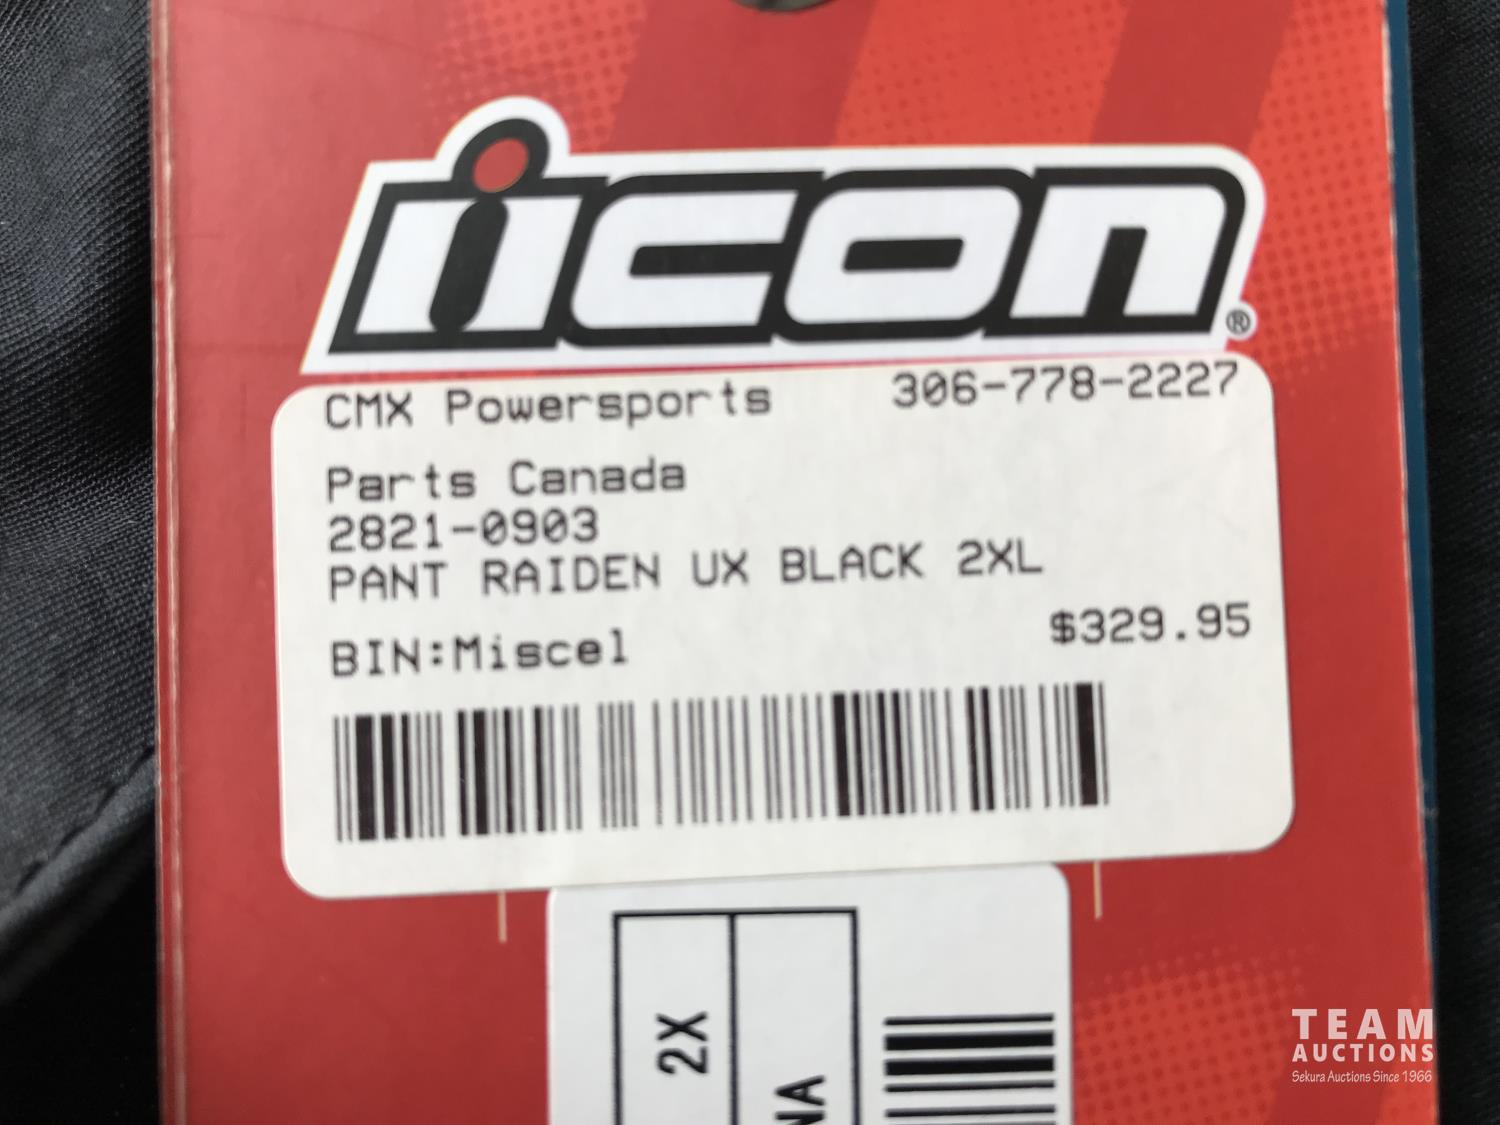 icon®
CMX Powersports 306-778-2227
Parts Canada
2821-0903
PANT RAIDEN UX BLACK 2XL
$329.95
BIN:Miscel
2X
NA
TEAM
AUCTIONS
Sekura Auctions Since 1966